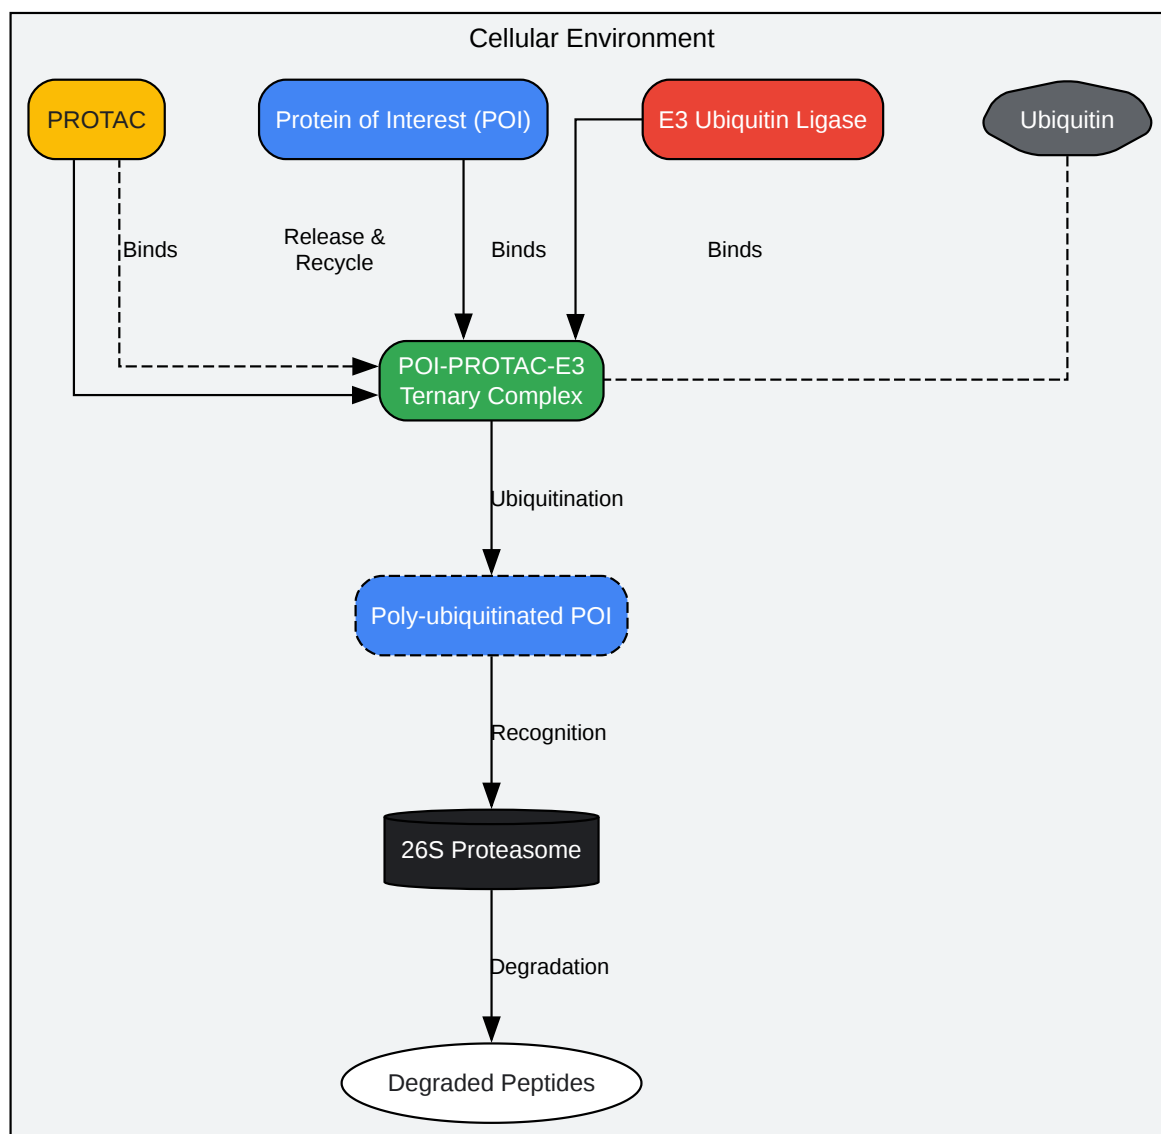 Cellular Environment
PROTAC
Protein of Interest (POI)
E3 Ubiquitin Ligase
Ubiquitin
Binds
Release &
Recycle
Binds
Binds
POI-PROTAC-E3
Ternary Complex
Ubiquitination
Poly-ubiquitinated POI
Recognition
26S Proteasome
Degradation
Degraded Peptides